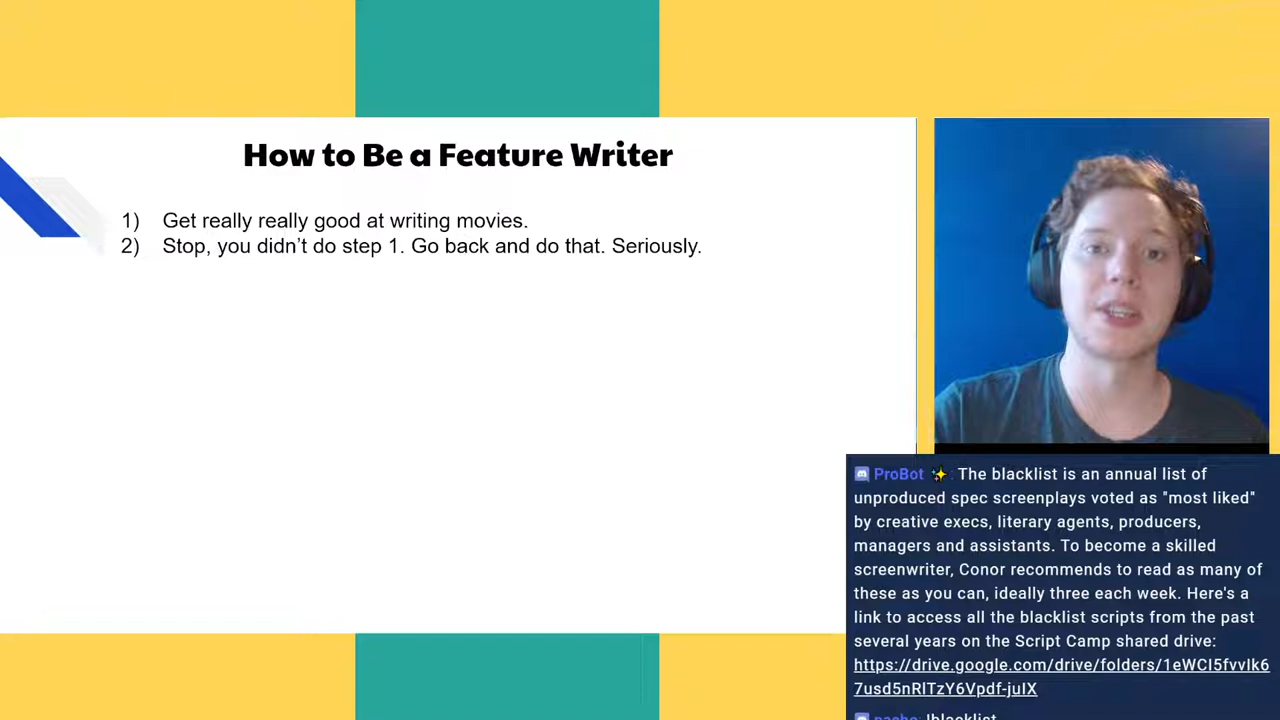 How to Be a Feature Writer
1) Get really really good at writing movies.
2) Stop, you didn't do step 1. Go back and do that. Seriously.
ProBot ✨: The blacklist is an annual list of
unproduced spec screenplays voted as "most liked"
by creative execs, literary agents, producers,
managers and assistants. To become a skilled
screenwriter, Conor recommends to read as many of
these as you can, ideally three each week. Here's a
link to access all the blacklist scripts from the past
several years on the Script Camp shared drive:
https://drive.google.com/drive/folders/1eWCI5fvvIk6
7usd5nRlTzY6Vpdf-juIX
!blacklist